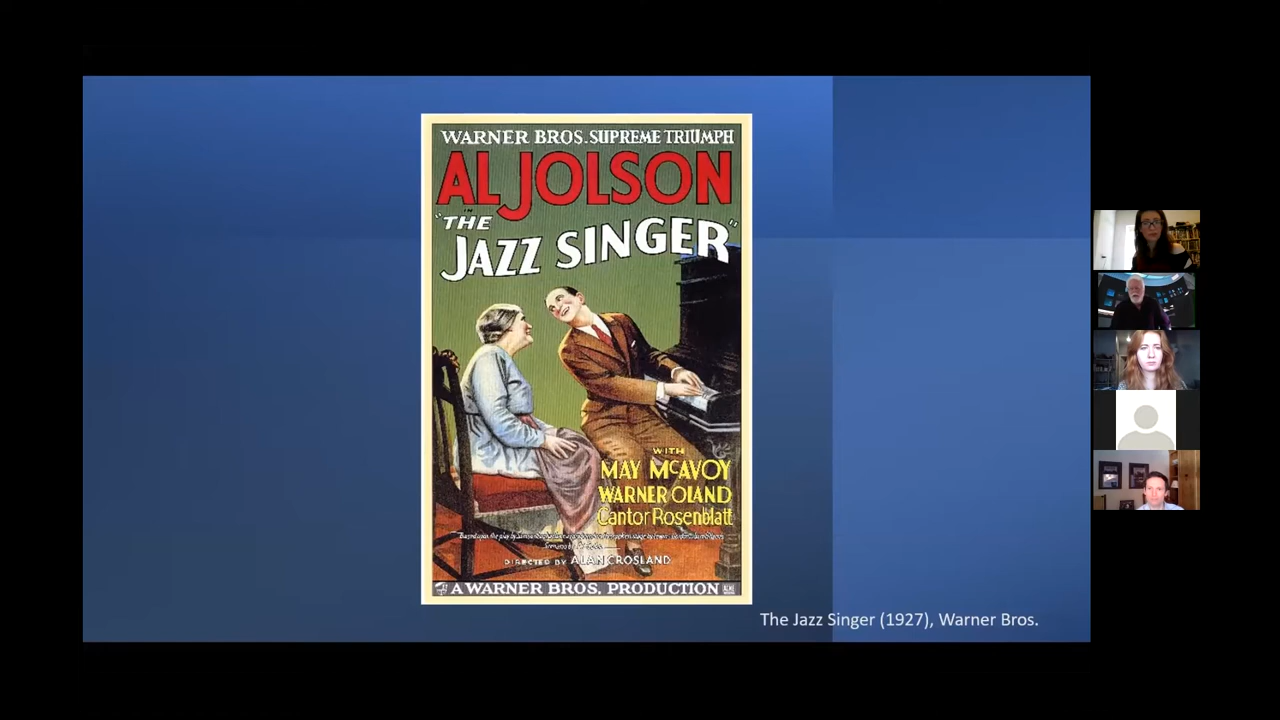 WARNER BROS. SUPREME TRIUMPH
AL JOLSON
IN
"THE
JAZZ SINGER"
WITH
MAY McAVOY
WARNER OLAND
Cantor Rosenblatt
DIRECTED BY ALAN CROSLAND
A WARNER BROS. PRODUCTION
The Jazz Singer (1927), Warner Bros.